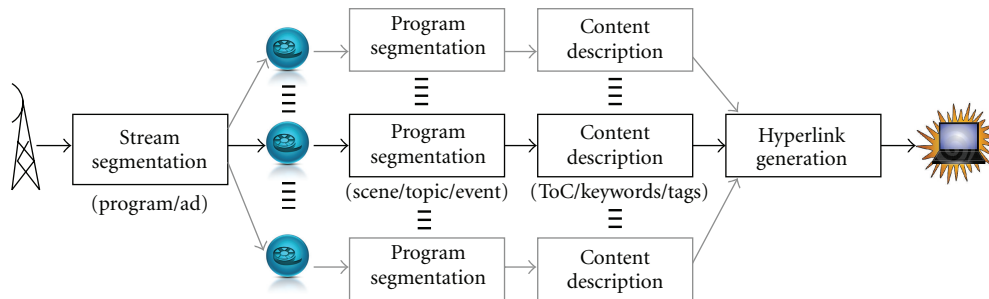 Program
segmentation
Content
description
Stream
segmentation
(program/ad)
Program
segmentation
(scene/topic/event)
Content
description
(ToC/keywords/tags)
Hyperlink
generation
Program
segmentation
Content
description